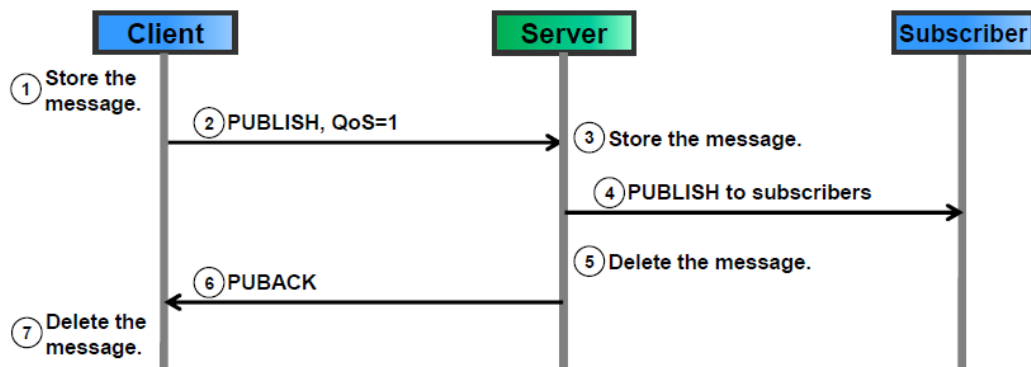 Client Server Subscriber
1 Store the
message.
2 PUBLISH, QoS=1
3 Store the message.
4 PUBLISH to subscribers
5 Delete the message.
6 PUBACK
7 Delete the
message.